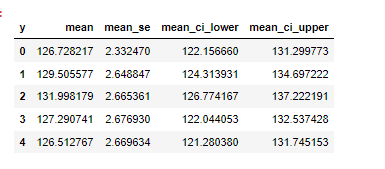 y mean mean_se mean_ci_lower mean_ci_upper
0 126.728217 2.332470 122.156660 131.299773
1 129.505577 2.648847 124.313931 134.697222
2 131.998179 2.665361 126.774167 137.222191
3 127.290741 2.676930 122.044053 132.537428
4 126.512767 2.669634 121.280380 131.745153